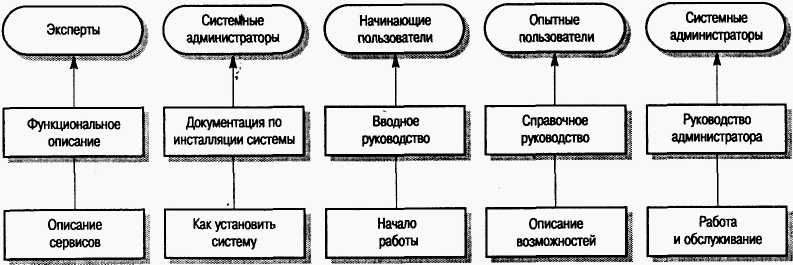 Эксперты
Системные
администраторы
Начинающие
пользователи
Опытные
пользователи
Системные
администраторы
Функциональное
описание
Документация по
инсталляции системы
Вводное
руководство
Справочное
руководство
Руководство
администратора
Описание
сервисов
Как установить
систему
Начало
работы
Описание
возможностей
Работа
и обслуживание